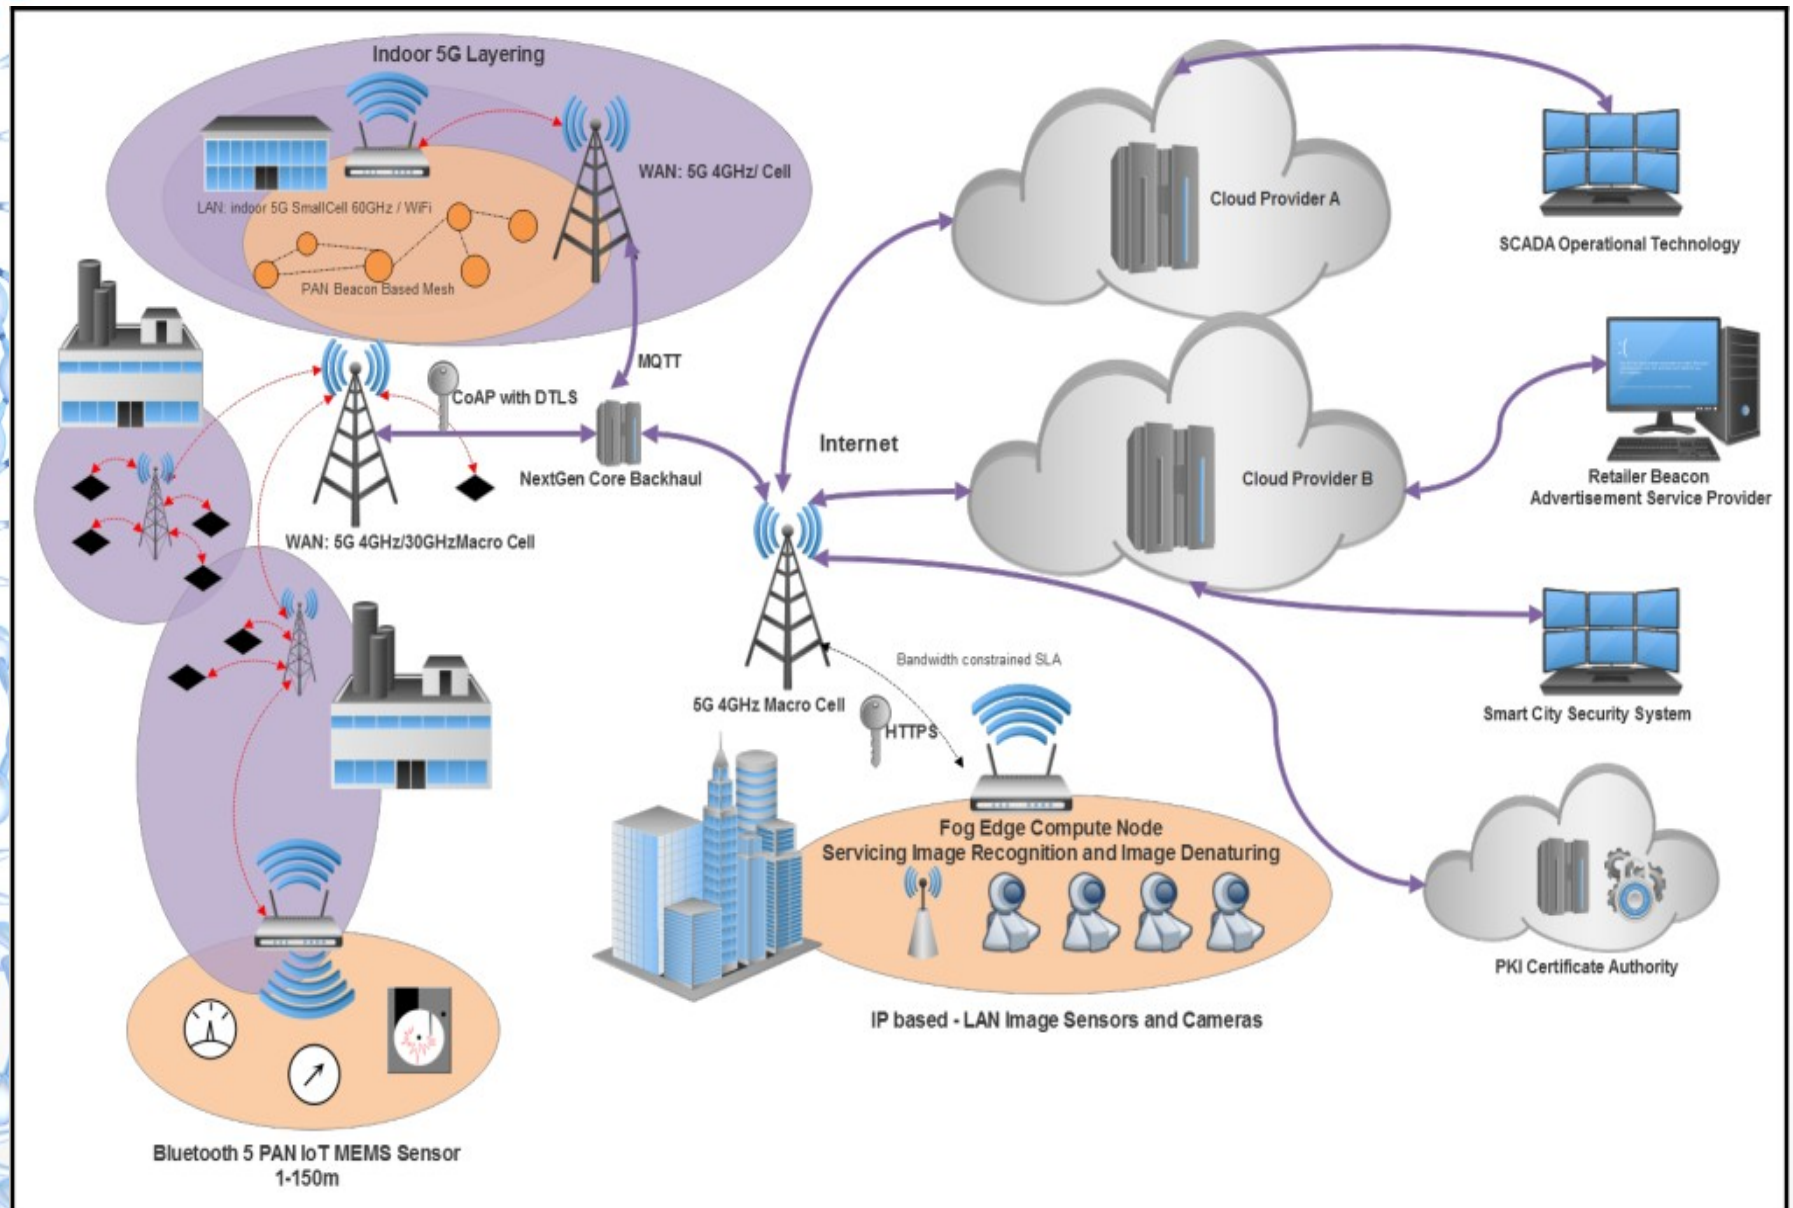 Indoor 5G Layering
WAN: 5G 4GHz/ Cell
LAN: indoor 5G SmallCell 60GHz / WiFi
PAN Beacon Based Mesh
MQTT
CoAP with DTLS
NextGen Core Backhaul
WAN: 5G 4GHz/30GHzMacro Cell
Internet
Cloud Provider A
SCADA Operational Technology
Cloud Provider B
Retailer Beacon
Advertisement Service Provider
Bandwidth constrained SLA
5G 4GHz Macro Cell
HTTPS
Smart City Security System
Fog Edge Compute Node
Servicing Image Recognition and Image Denaturing
PKI Certificate Authority
IP based - LAN Image Sensors and Cameras
Bluetooth 5 PAN IoT MEMS Sensor
1-150m
:(